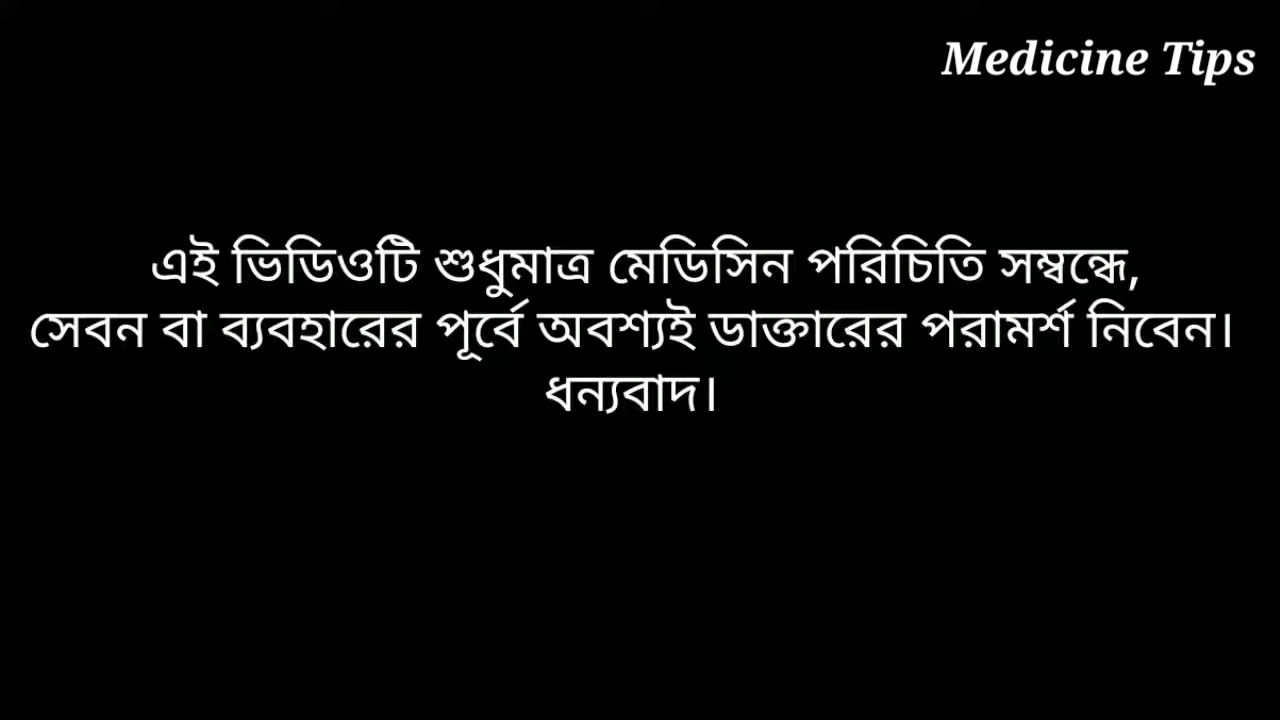 Medicine Tips
এই ভিডিওটি শুধুমাত্র মেডিসিন পরিচিতি সম্বন্ধে,
সেবন বা ব্যবহারের পূর্বে অবশ্যই ডাক্তারের পরামর্শ নিবেন।
ধন্যবাদ।